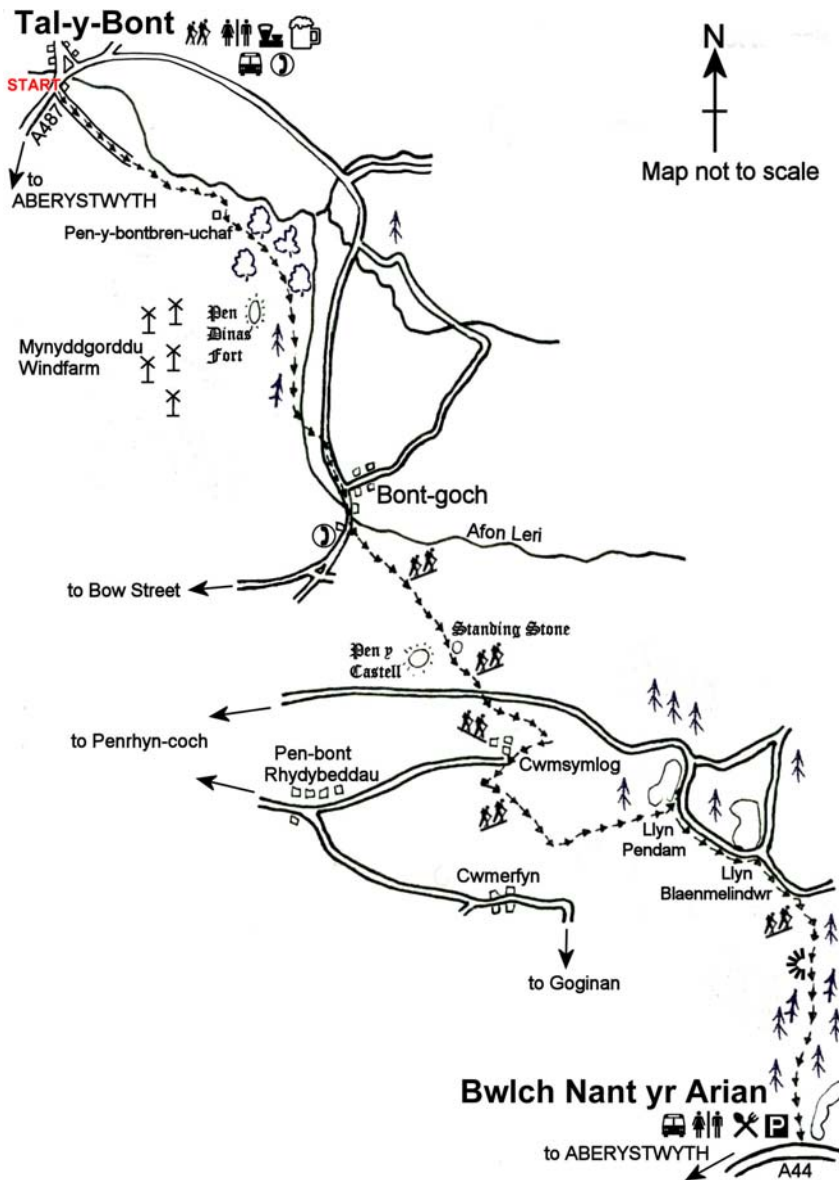 Tal-y-Bont
N
START
A487
Map not to scale
to
ABERYSTWYTH
Pen-y-bontbren-uchaf
Pen
Dinas
Fort
Mynyddgorddu
Windfarm
Bont-goch
Afon Leri
to Bow Street
Standing Stone
Pen y
Castell
to Penrhyn-coch
Pen-bont
Rhydybeddau
Cwmsymlog
Llyn
Pendam
Llyn
Blaenmelindwr
Cwmerfyn
to Goginan
Bwlch Nant yr Arian
P
to ABERYSTWYTH
A44